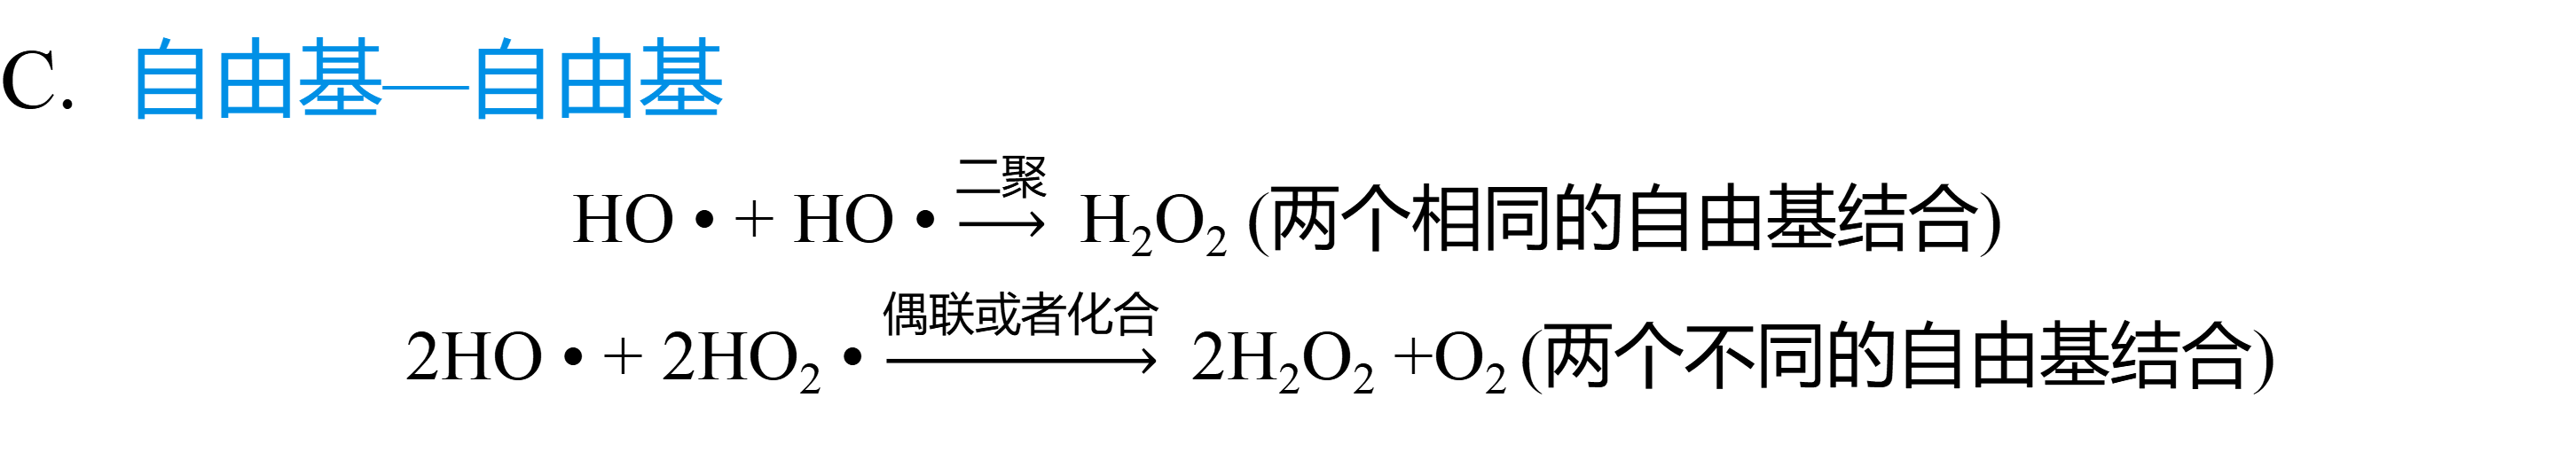 C. 自由基—自由基
二聚
HO • + HO • ⟶ H₂O₂ (两个相同的自由基结合)
偶联或者化合
2HO • + 2HO₂ • ⟶ 2H₂O₂ +O₂ (两个不同的自由基结合)